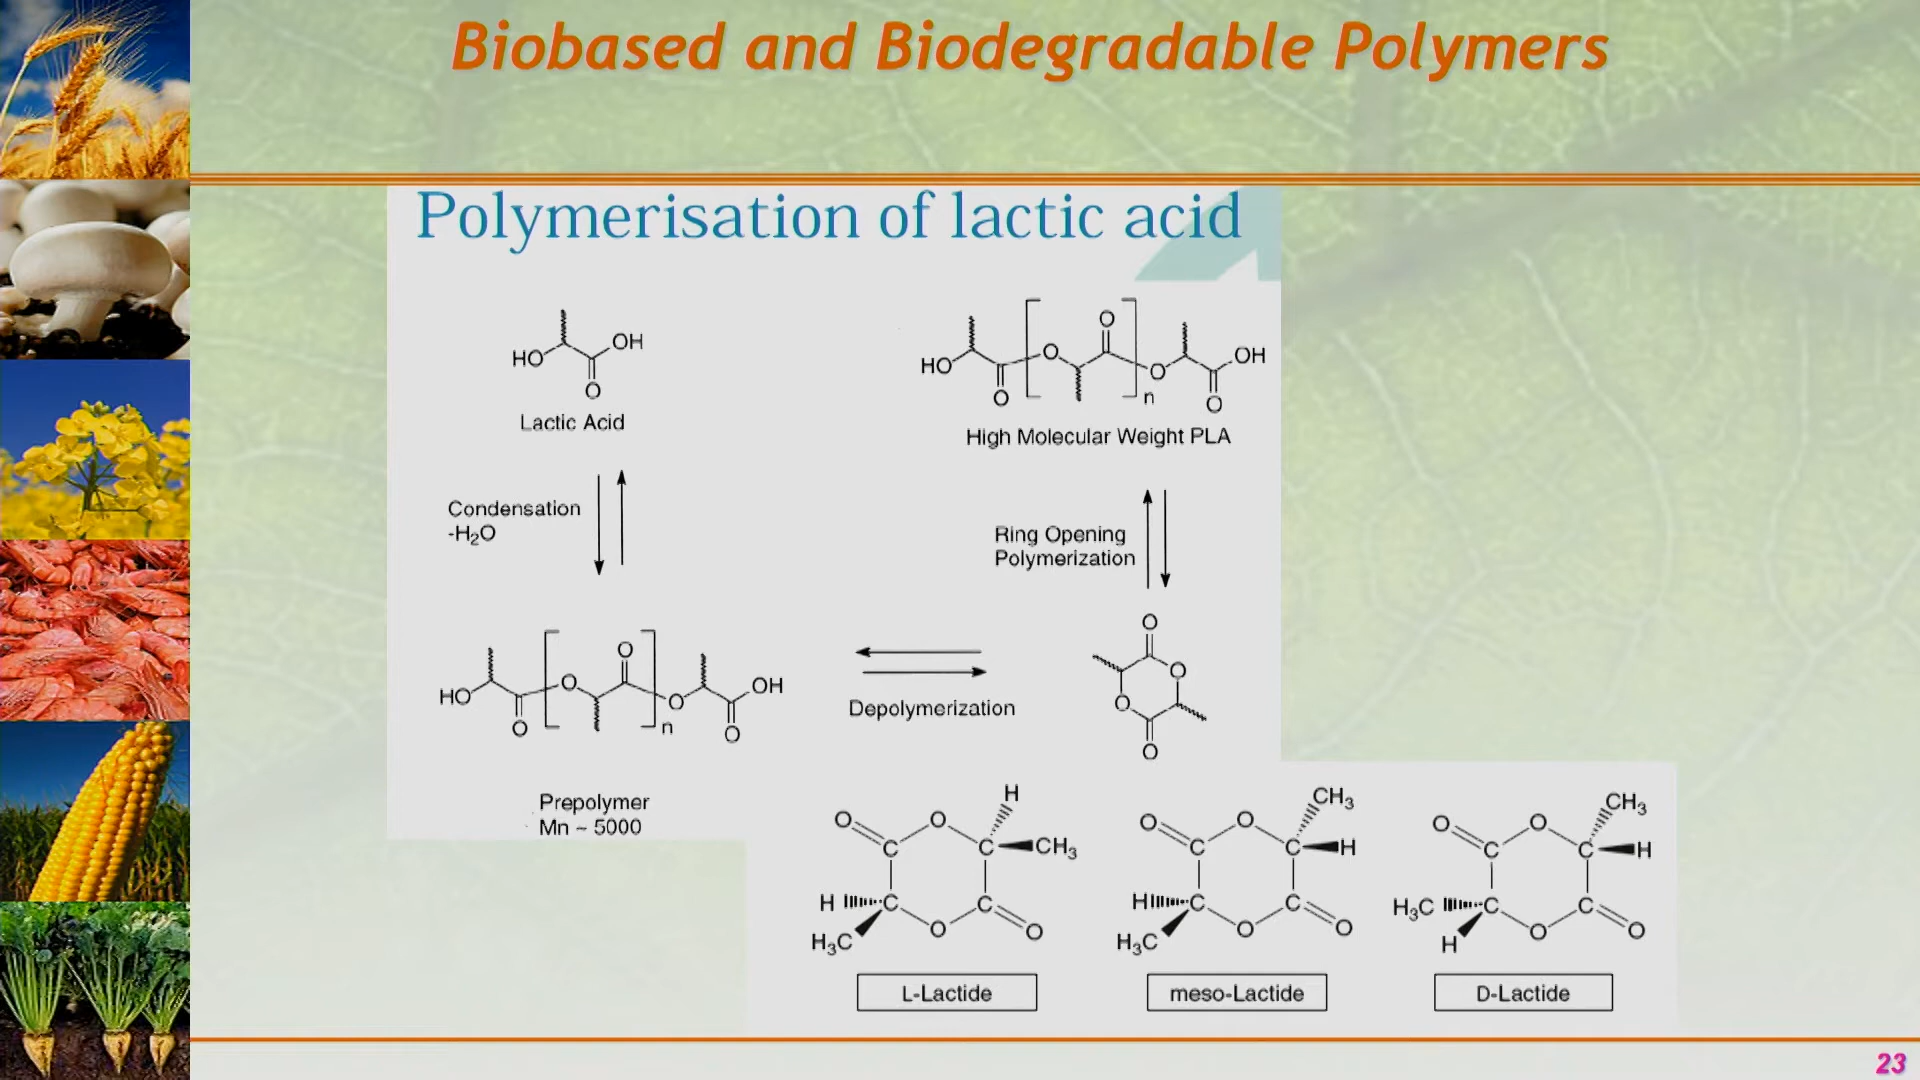 Biobased and Biodegradable Polymers
Polymerisation of lactic acid
HO
OH
O
Lactic Acid
HO
O
O
O
n
O
O
OH
High Molecular Weight PLA
Condensation
-H₂O
Ring Opening
Polymerization
HO
O
O
O
n
O
O
OH
Depolymerization
O
O
O
O
Prepolymer
Mn ~ 5000
O
O
H
C
C
CH₃
H
C
C
H₃C
O
O
L-Lactide
O
O
CH₃
C
C
H
H
C
C
H₃C
O
O
meso-Lactide
O
O
CH₃
C
C
H
H₃C
C
C
H
O
O
D-Lactide
23